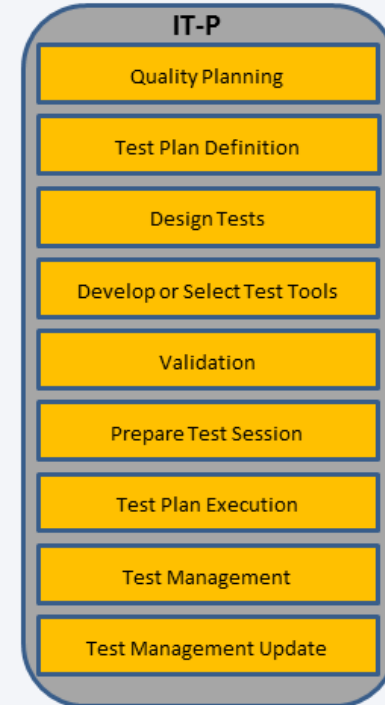 IT-P
Quality Planning
Test Plan Definition
Design Tests
Develop or Select Test Tools
Validation
Prepare Test Session
Test Plan Execution
Test Management
Test Management Update